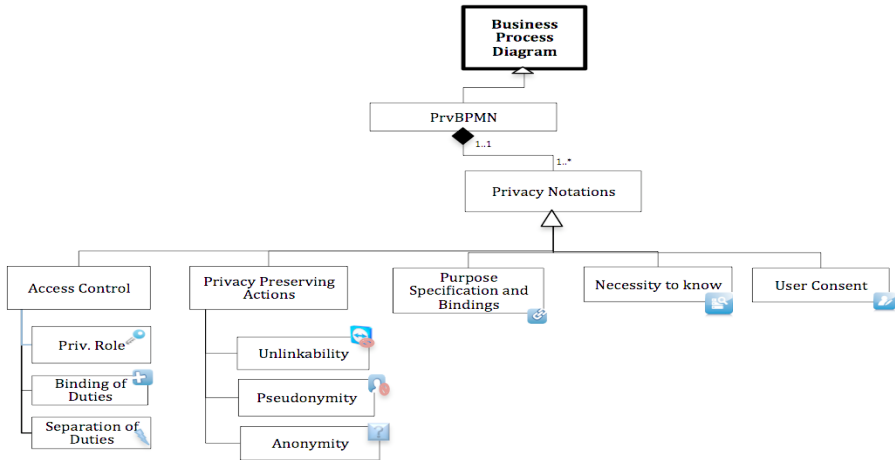 Business
Process
Diagram
PrvBPMN
1..1
1..*
Privacy Notations
Access Control
Privacy Preserving
Actions
Purpose
Specification and
Bindings
Necessity to know
User Consent
Priv. Role
Binding of
Duties
Separation of
Duties
Unlinkability
Pseudonymity
Anonymity
?